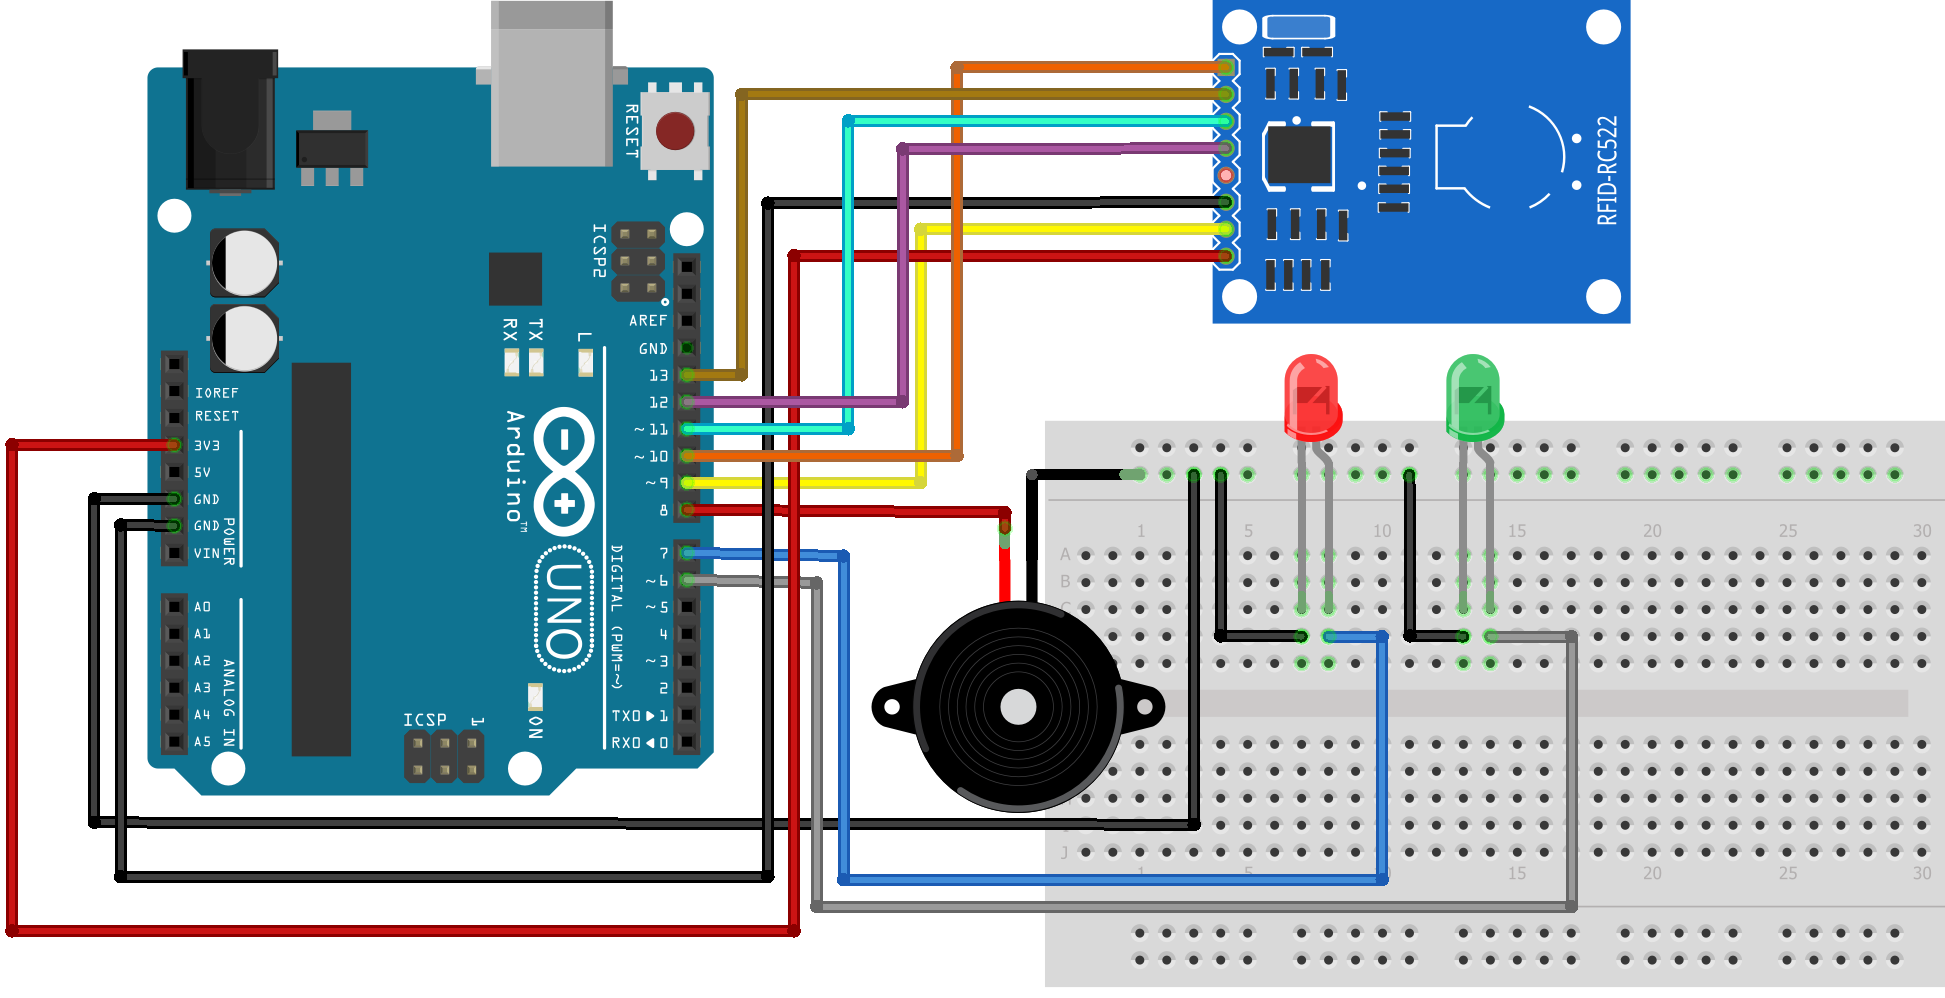 RESET
ICSP2
AREF
GND
13
12
~11
~10
~9
8
7
~6
~5
4
~3
2
TX0▶1
RX0◀0
RX
TX
L
IOREF
RESET
3V3
5V
GND
GND
VIN
POWER
A0
A1
A2
A3
A4
A5
ANALOG IN
Arduino™
UNO
DIGITAL (PWM=~)
ICSP
1
ON
RFID-RC522
1 5 10 15 20 25 30
A
B
C
J
1 5 15 20 25 30